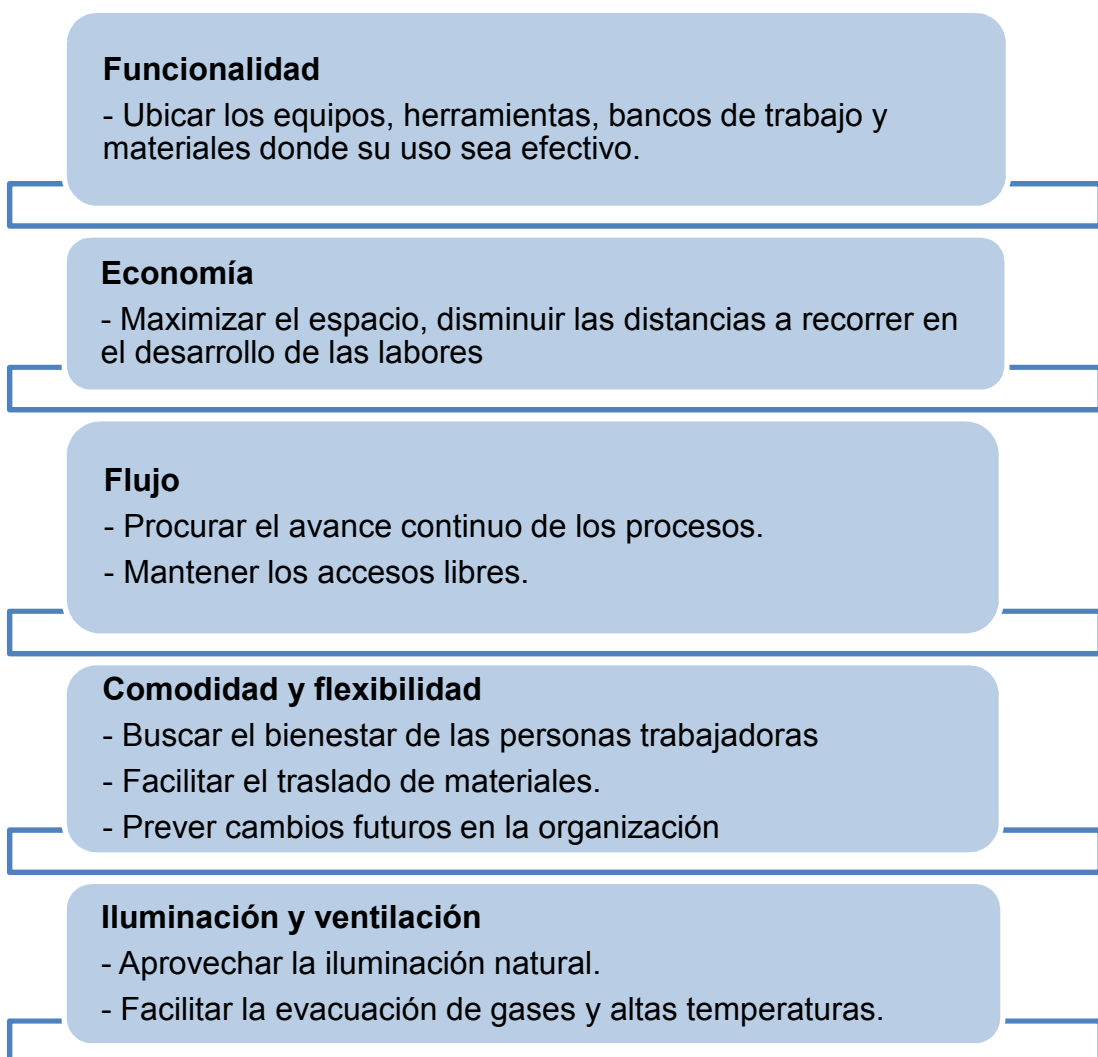 Funcionalidad
- Ubicar los equipos, herramientas, bancos de trabajo y
materiales donde su uso sea efectivo.
Economía
- Maximizar el espacio, disminuir las distancias a recorrer en
el desarrollo de las labores
Flujo
- Procurar el avance continuo de los procesos.
- Mantener los accesos libres.
Comodidad y flexibilidad
- Buscar el bienestar de las personas trabajadoras
- Facilitar el traslado de materiales.
- Prever cambios futuros en la organización
Iluminación y ventilación
- Aprovechar la iluminación natural.
- Facilitar la evacuación de gases y altas temperaturas.